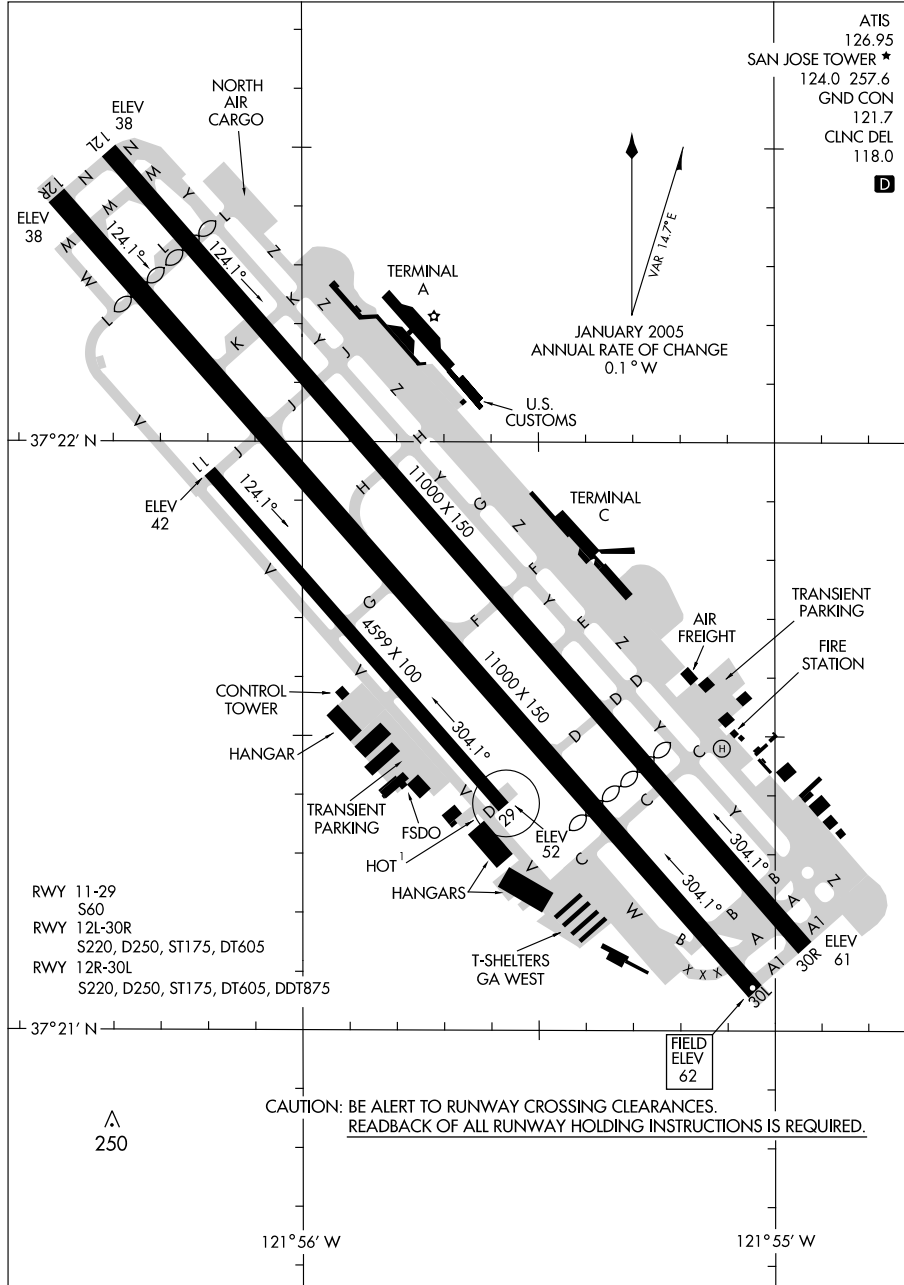 ATIS
126.95
SAN JOSE TOWER ★
124.0 257.6
GND CON
121.7
CLNC DEL
118.0
D
NORTH
AIR
CARGO
ELEV
38
12L
N
N
W
W
Y
L
12R
ELEV
38
W
W
L
L
Z
124.1°
124.1°
VAR 14.7° E
TERMINAL
A
JANUARY 2005
ANNUAL RATE OF CHANGE
0.1° W
K
Z
Y
J
K
Z
U.S.
CUSTOMS
J
V
37°22' N
H
J
11
Y
11000 X 150
H
G
Z
TERMINAL
C
ELEV
42
124.1°
V
F
Y
E
Z
G
F
4599 X 100
TRANSIENT
PARKING
AIR
FREIGHT
FIRE
STATION
V
11000 X 150
D
D
D
Y
C
H
CONTROL
TOWER
HANGAR
304.1°
TRANSIENT
PARKING
FSDO
V
D
29
ELEV
52
C
C
Y
HOT 1
HANGARS
V
304.1°
304.1°
B
Z
B
A
W
B
A
A1
A1
X X X
30R
ELEV
61
30L
T-SHELTERS
GA WEST
RWY 11-29
S60
RWY 12L-30R
S220, D250, ST175, DT605
RWY 12R-30L
S220, D250, ST175, DT605, DDT875
37°21' N
FIELD
ELEV
62
CAUTION: BE ALERT TO RUNWAY CROSSING CLEARANCES.
READBACK OF ALL RUNWAY HOLDING INSTRUCTIONS IS REQUIRED.
250
121°56' W
121°55' W